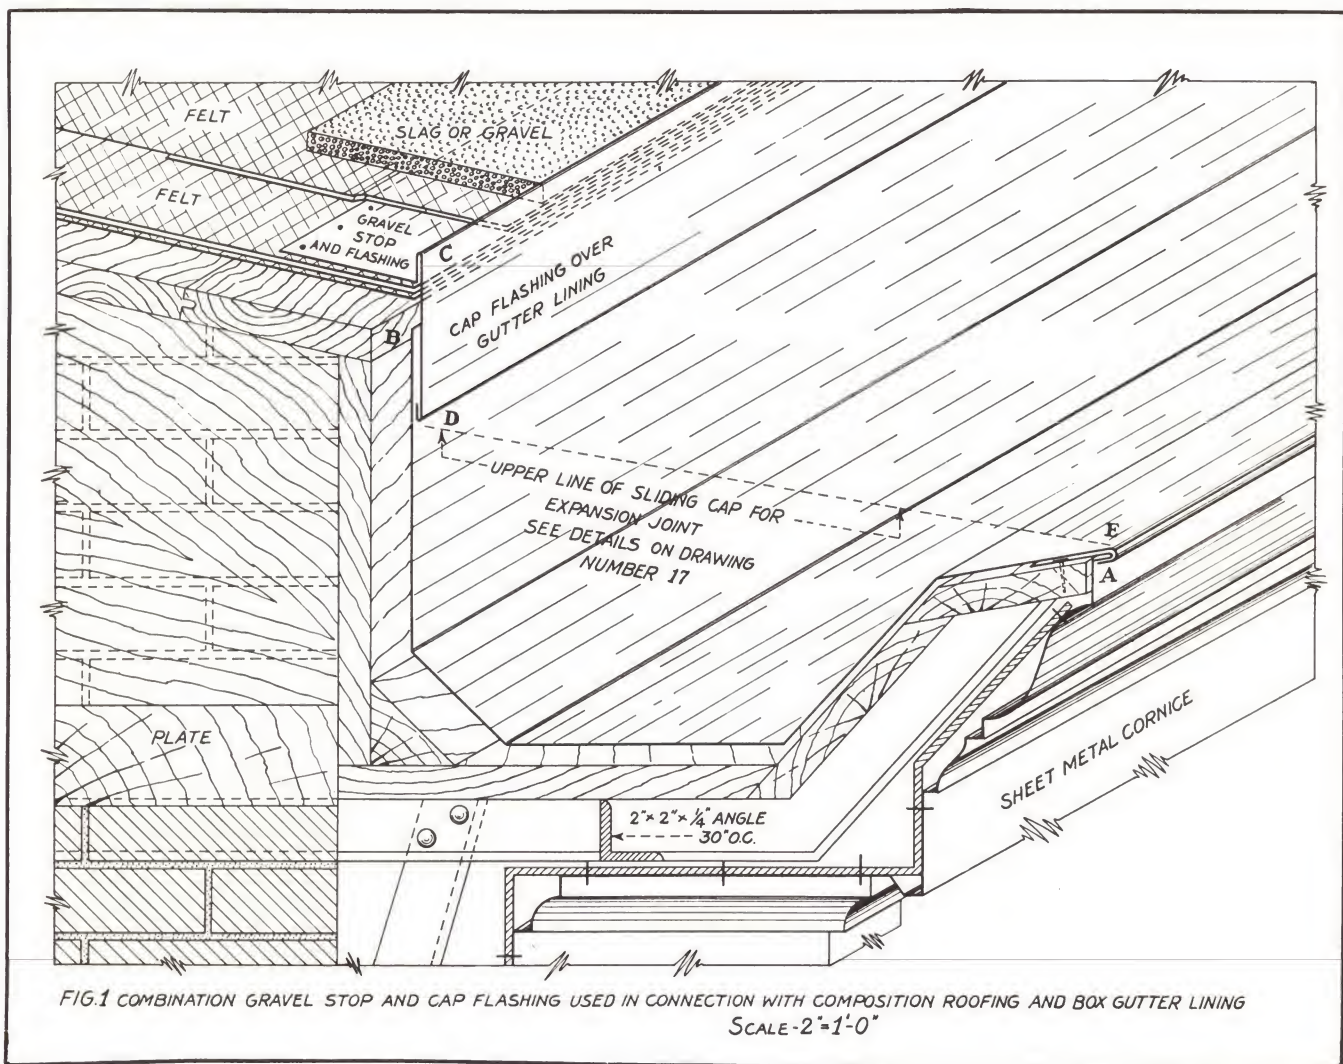 FELT
SLAG OR GRAVEL
FELT
GRAVEL
STOP
AND FLASHING
C
CAP FLASHING OVER
GUTTER LINING
B
D
UPPER LINE OF SLIDING CAP FOR
EXPANSION JOINT
SEE DETAILS ON DRAWING
NUMBER 17
E
A
PLATE
SHEET METAL CORNICE
2"x 2"x 1/4" ANGLE
30"O.C.
FIG.1 COMBINATION GRAVEL STOP AND CAP FLASHING USED IN CONNECTION WITH COMPOSITION ROOFING AND BOX GUTTER LINING
SCALE-2"=1'-0"